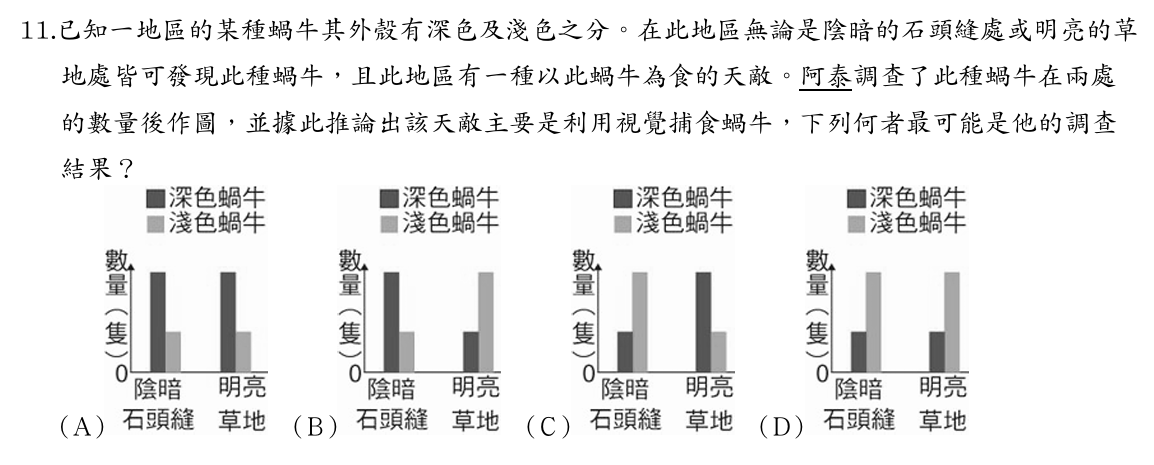 11.已知一地區的某種蝸牛其外殼有深色及淺色之分。在此地區無論是陰暗的石頭縫處或明亮的草
地處皆可發現此種蝸牛，且此地區有一種以此蝸牛為食的天敵。阿泰調查了此種蝸牛在兩處
的數量後作圖，並據此推論出該天敵主要是利用視覺捕食蝸牛，下列何者最可能是他的調查
結果？
(A)
深色蝸牛
淺色蝸牛
數量(隻)
0
陰暗石頭縫
明亮草地
(B)
深色蝸牛
淺色蝸牛
數量(隻)
0
陰暗石頭縫
明亮草地
(C)
深色蝸牛
淺色蝸牛
數量(隻)
0
陰暗石頭縫
明亮草地
(D)
深色蝸牛
淺色蝸牛
數量(隻)
0
陰暗石頭縫
明亮草地